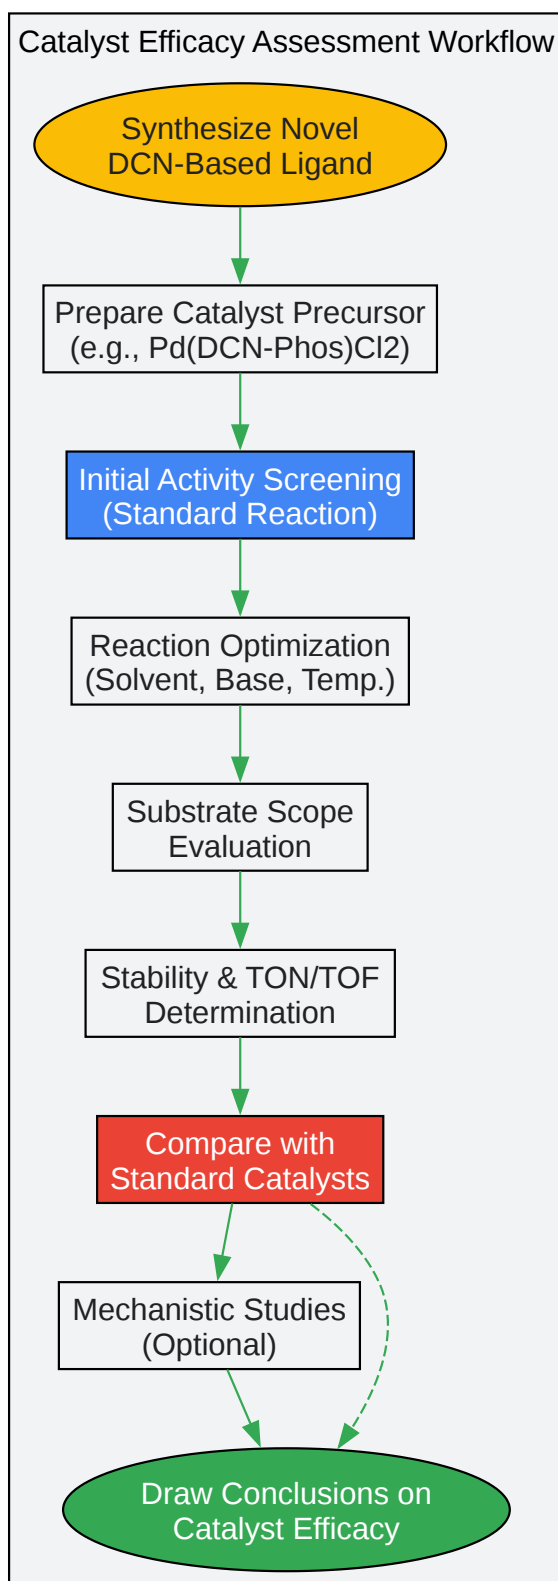 Catalyst Efficacy Assessment Workflow
Synthesize Novel
DCN-Based Ligand
Prepare Catalyst Precursor
(e.g., Pd(DCN-Phos)Cl2)
Initial Activity Screening
(Standard Reaction)
Reaction Optimization
(Solvent, Base, Temp.)
Substrate Scope
Evaluation
Stability & TON/TOF
Determination
Compare with
Standard Catalysts
Mechanistic Studies
(Optional)
Draw Conclusions on
Catalyst Efficacy